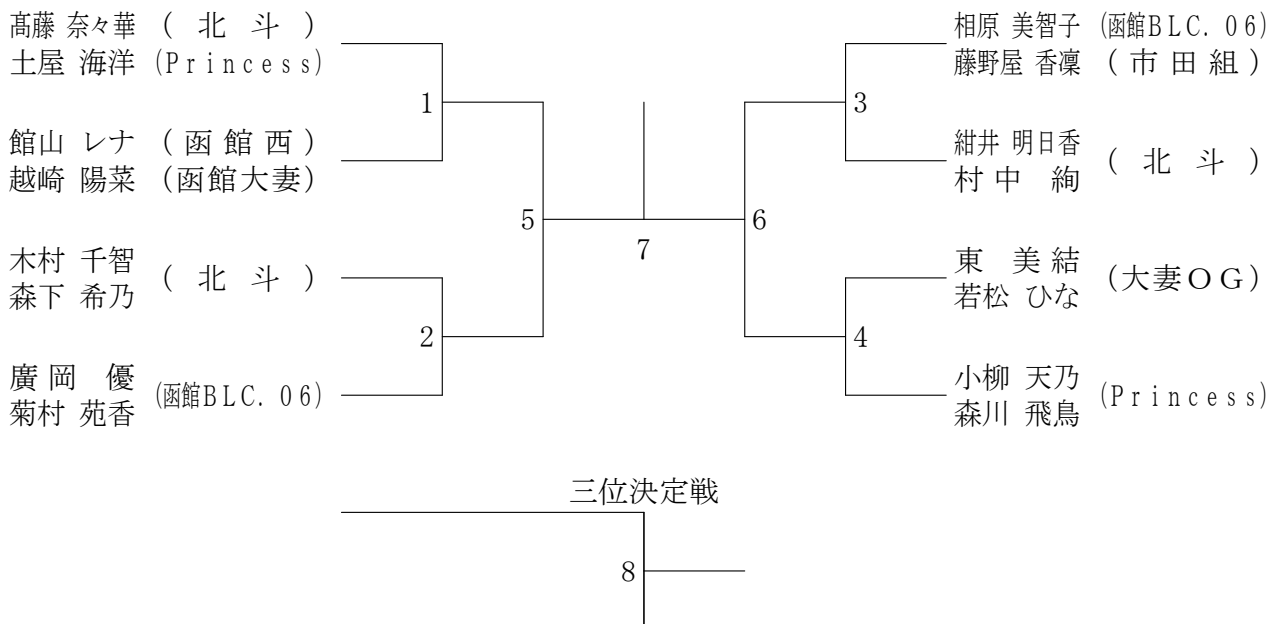 髙藤 奈々華 (北斗)
土屋 海洋 (Princess)
1
館山 レナ (函館西)
越崎 陽菜 (函館大妻)
5
木村 千智
森下 希乃 (北斗)
2
廣岡 優
菊村 苑香 (函館BLC.06)
7
相原 美智子 (函館BLC.06)
藤野屋 香凜 (市田組)
3
紺井 明日香
村中 絢 (北斗)
6
東 美結
若松 ひな (大妻OG)
4
小柳 天乃
森川 飛鳥 (Princess)
三位決定戦
8